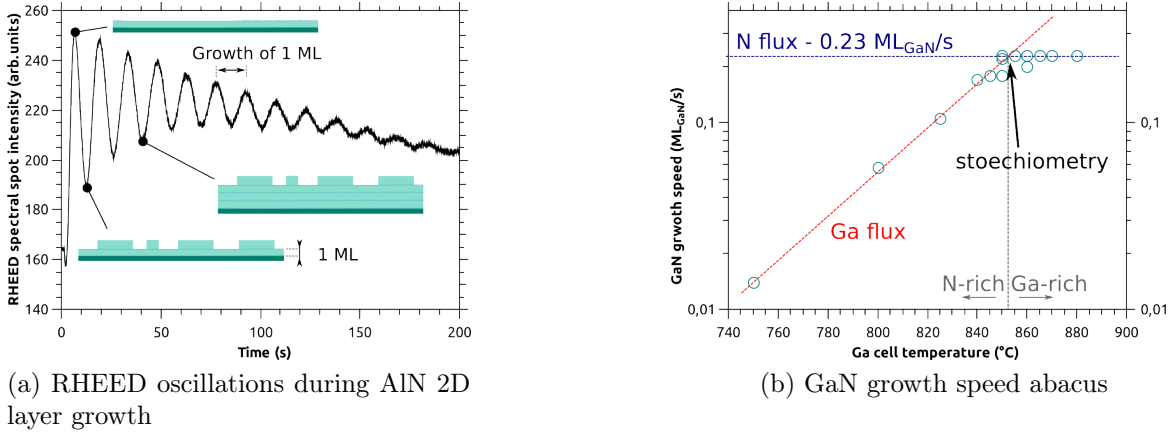 260
240
220
200
180
160
140
RHEED spectral spot intensity (arb.units)
Growth of 1 ML
1 ML
0
50
100
150
200
Time (s)
(a) RHEED oscillations during AlN 2D
layer growth
N flux - 0.23 ML_GaN/s
0,1
0,01
GaN grwoth speed (ML_GaN/s)
stoechiometry
Ga flux
N-rich
Ga-rich
0,1
0,01
740
760
800
820
840
860
880
900
Ga cell temperature (°C)
(b) GaN growth speed abacus